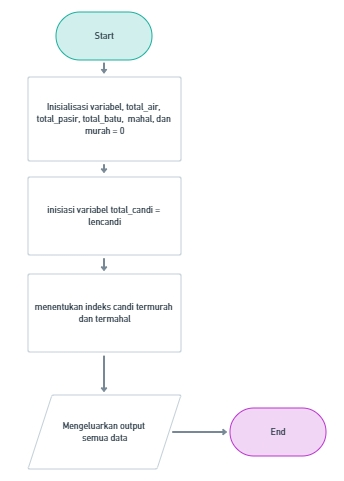 Start
Inisialisasi variabel, total_air,
total_pasir, total_batu, mahal, dan
murah = 0
inisiasi variabel total_candi =
lencandi
menentukan indeks candi termurah
dan termahal
Mengeluarkan output
semua data
End